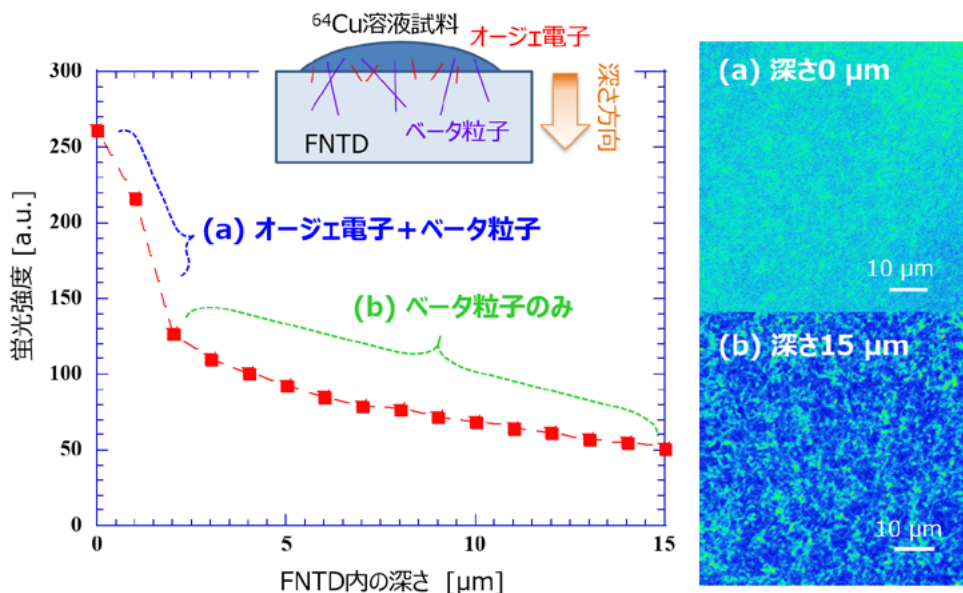 ⁶⁴Cu溶液試料
オージェ電子
ベータ粒子
FNTD
深さ方向
(a) オージェ電子＋ベータ粒子
(b) ベータ粒子のみ
蛍光強度 [a.u.]
300
250
200
150
100
50
0
0 5 10 15
FNTD内の深さ [μm]
(a) 深さ0 μm
10 μm
(b) 深さ15 μm
10 μm